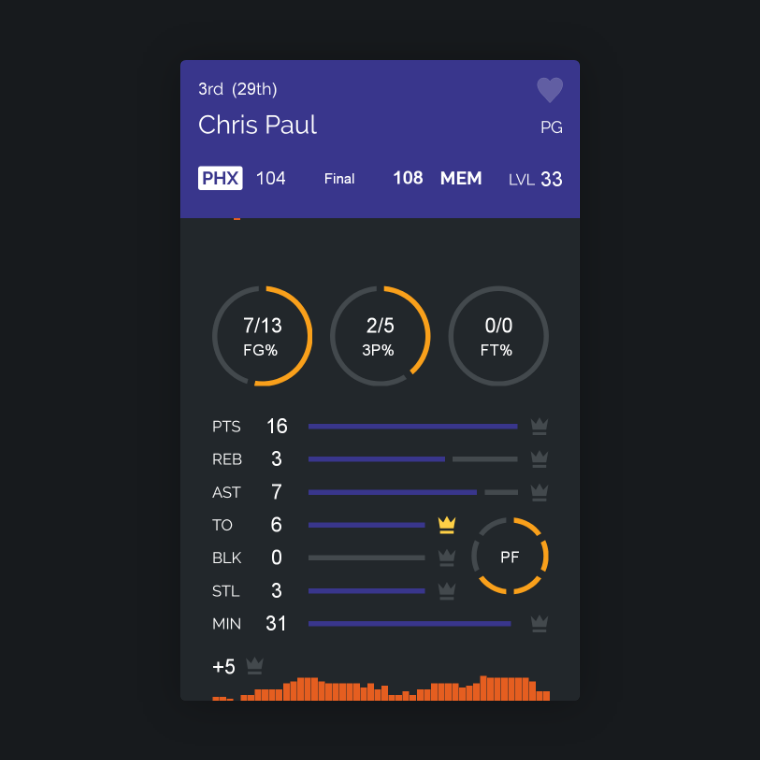 3rd (29th)
Chris Paul PG
PHX 104 Final 108 MEM LVL 33
7/13 2/5 0/0
FG% 3P% FT%
PTS 16
REB 3
AST 7
TO 6
BLK 0
PF
STL 3
MIN 31
+5